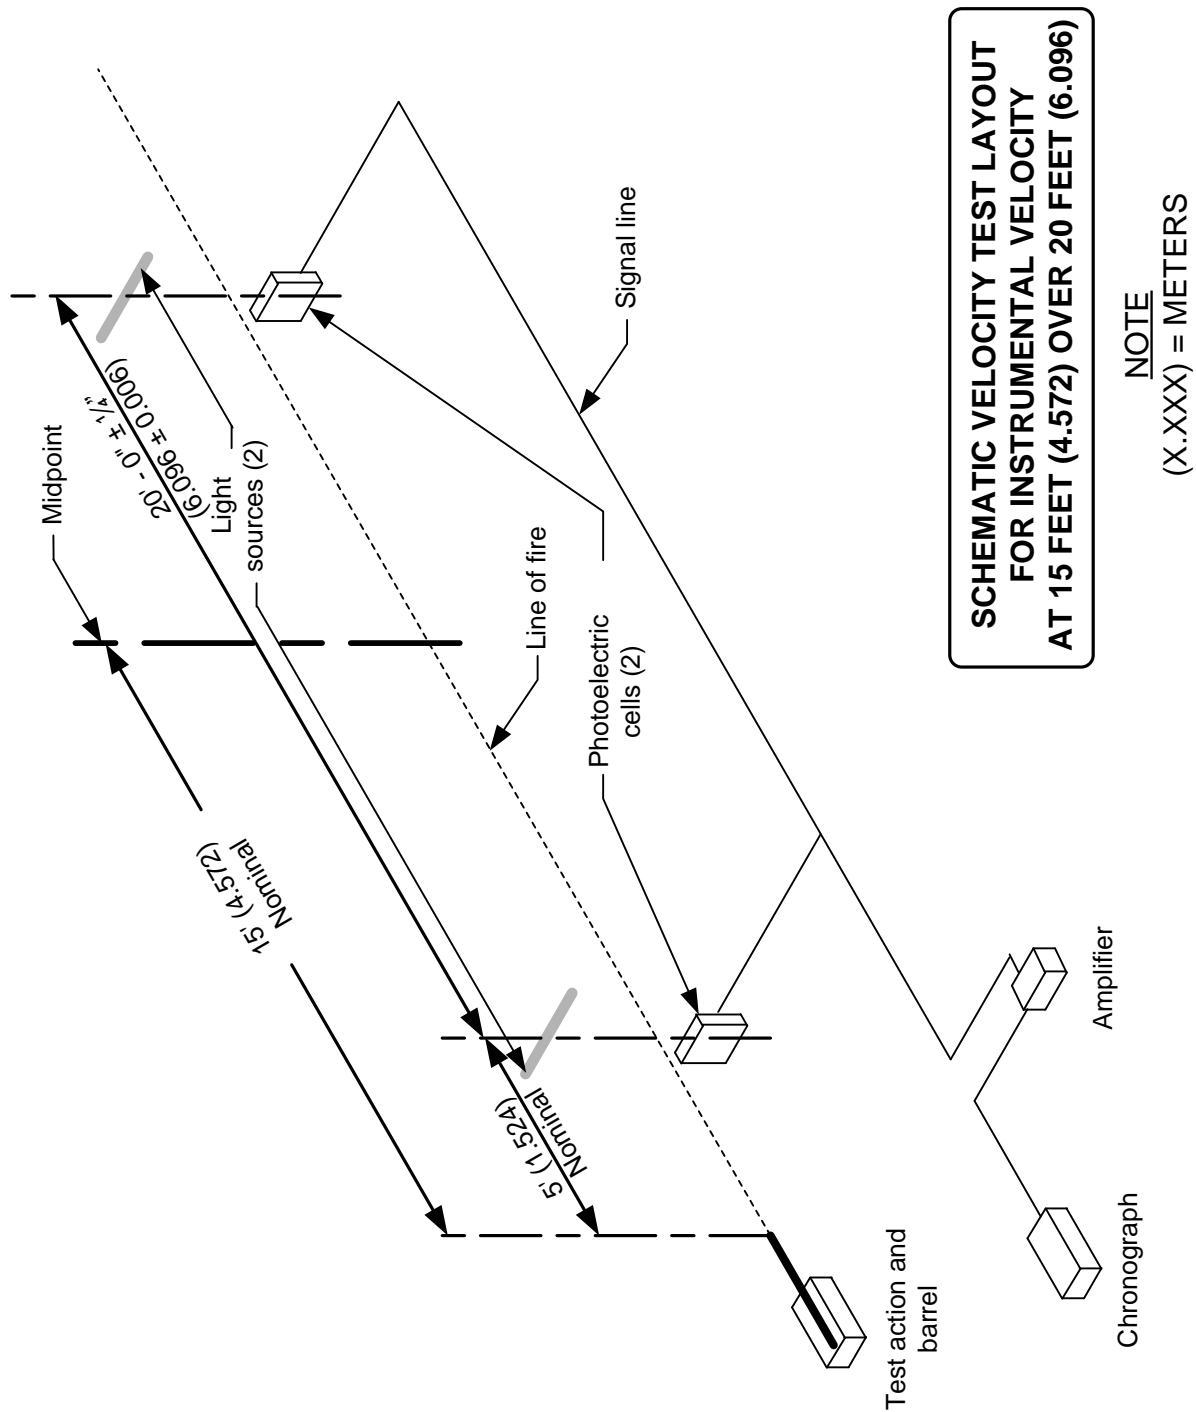 Midpoint
20' - 0" ± 1/4"
(6.096 ± 0.006)
Light
sources (2)
15' (4.572)
Nominal
5' (1.524)
Nominal
Signal line
Line of fire
Photoelectric
cells (2)
Test action and
barrel
Amplifier
Chronograph
SCHEMATIC VELOCITY TEST LAYOUT
FOR INSTRUMENTAL VELOCITY
AT 15 FEET (4.572) OVER 20 FEET (6.096)
NOTE
(X.XXX) = METERS